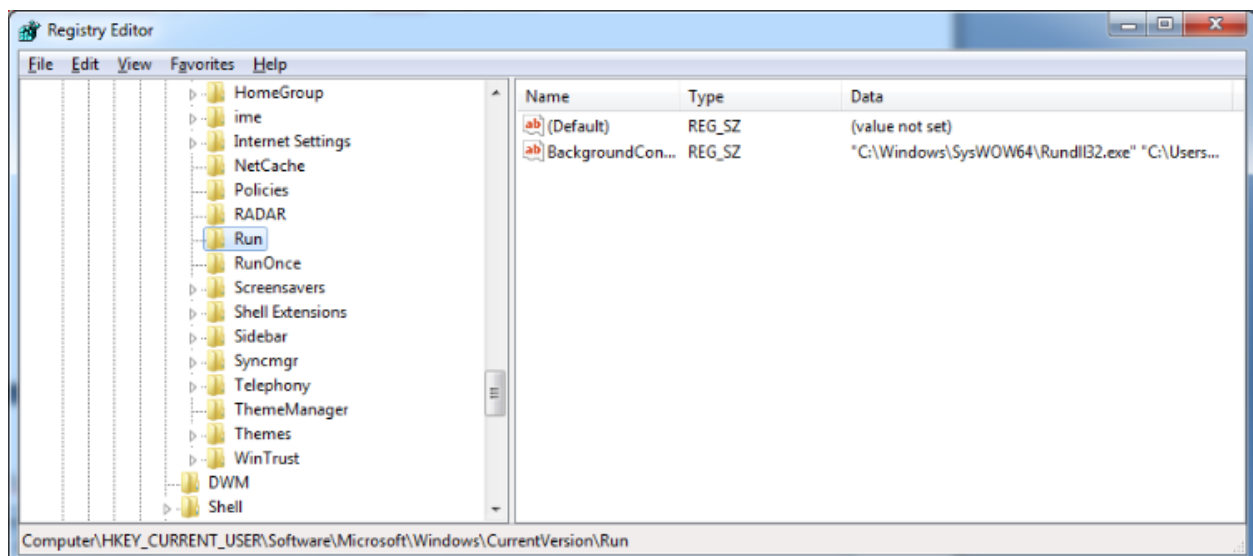 Registry Editor
File Edit View Favorites Help
HomeGroup
ime
Internet Settings
NetCache
Policies
RADAR
Run
RunOnce
Screensavers
Shell Extensions
Sidebar
Syncmgr
Telephony
ThemeManager
Themes
WinTrust
DWM
Shell
Name Type Data
ab (Default) REG_SZ (value not set)
ab BackgroundCon... REG_SZ "C:\Windows\SysWOW64\Rundll32.exe" "C:\Users...
Computer\HKEY_CURRENT_USER\Software\Microsoft\Windows\CurrentVersion\Run